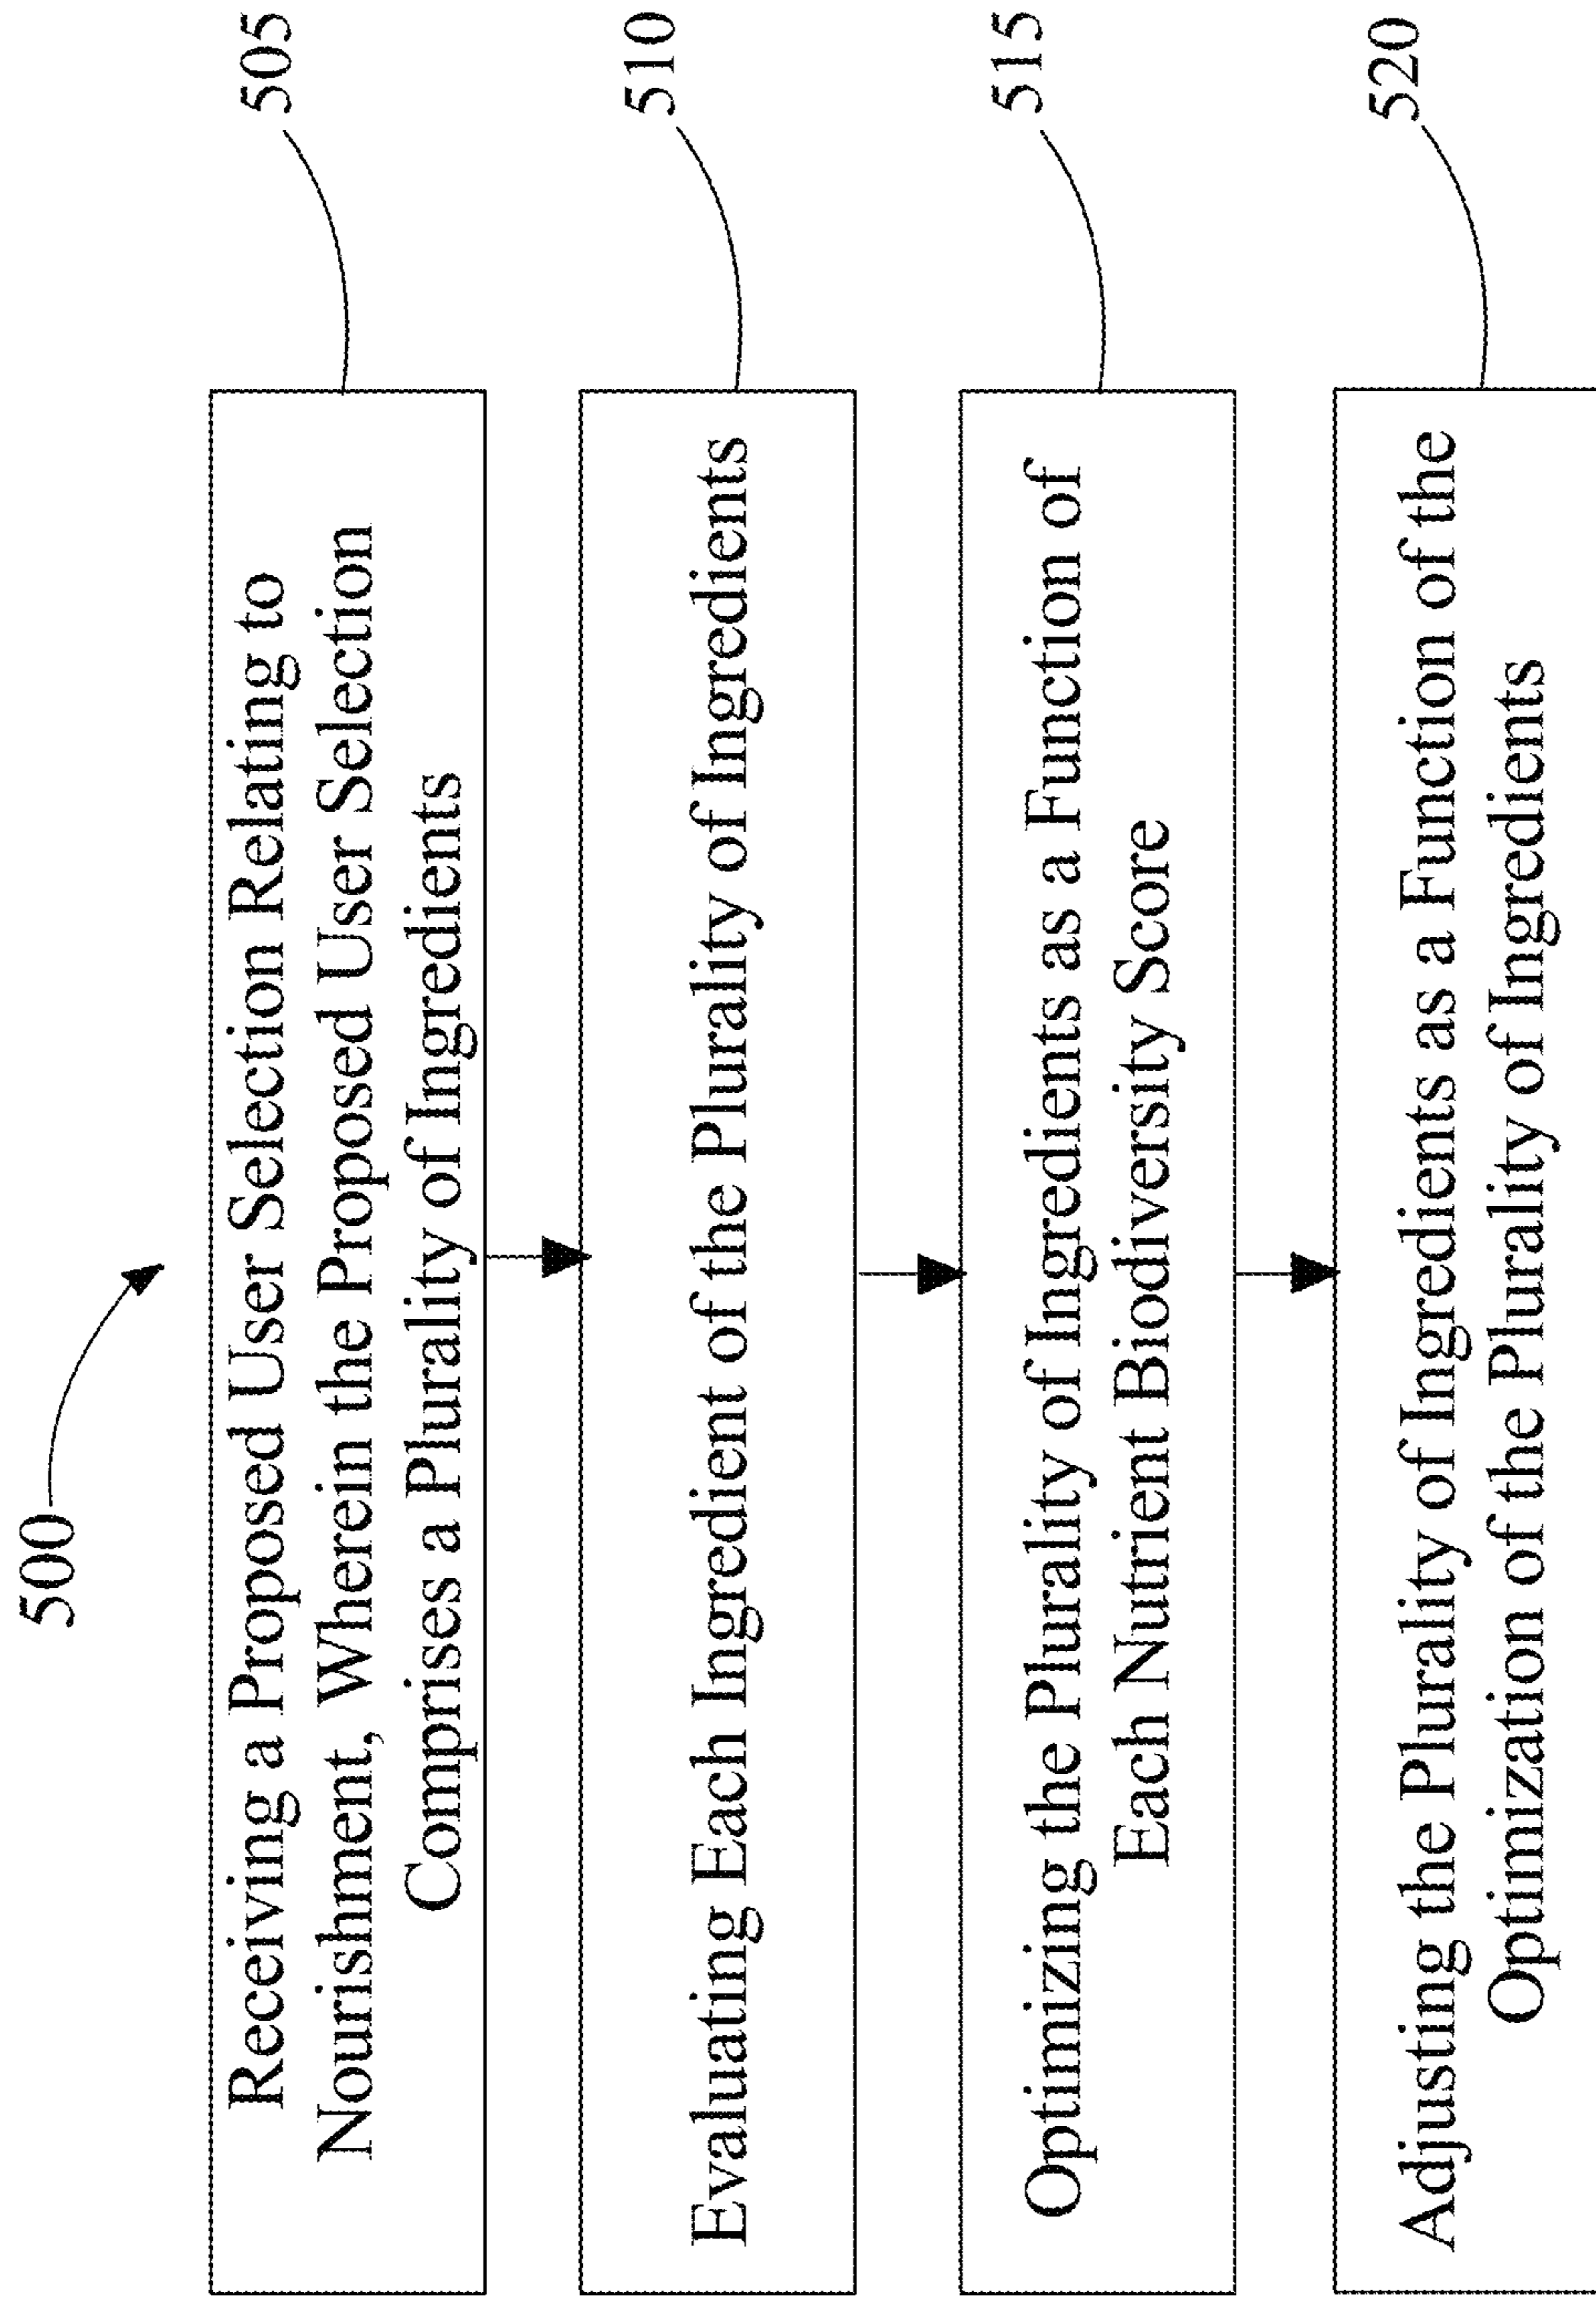 500
Receiving a Proposed User Selection Relating to
Nourishment, Wherein the Proposed User Selection
Comprises a Plurality of Ingredients
505
Evaluating Each Ingredient of the Plurality of Ingredients
510
Optimizing the Plurality of Ingredients as a Function of
Each Nutrient Biodiversity Score
515
Adjusting the Plurality of Ingredients as a Function of the
Optimization of the Plurality of Ingredients
520